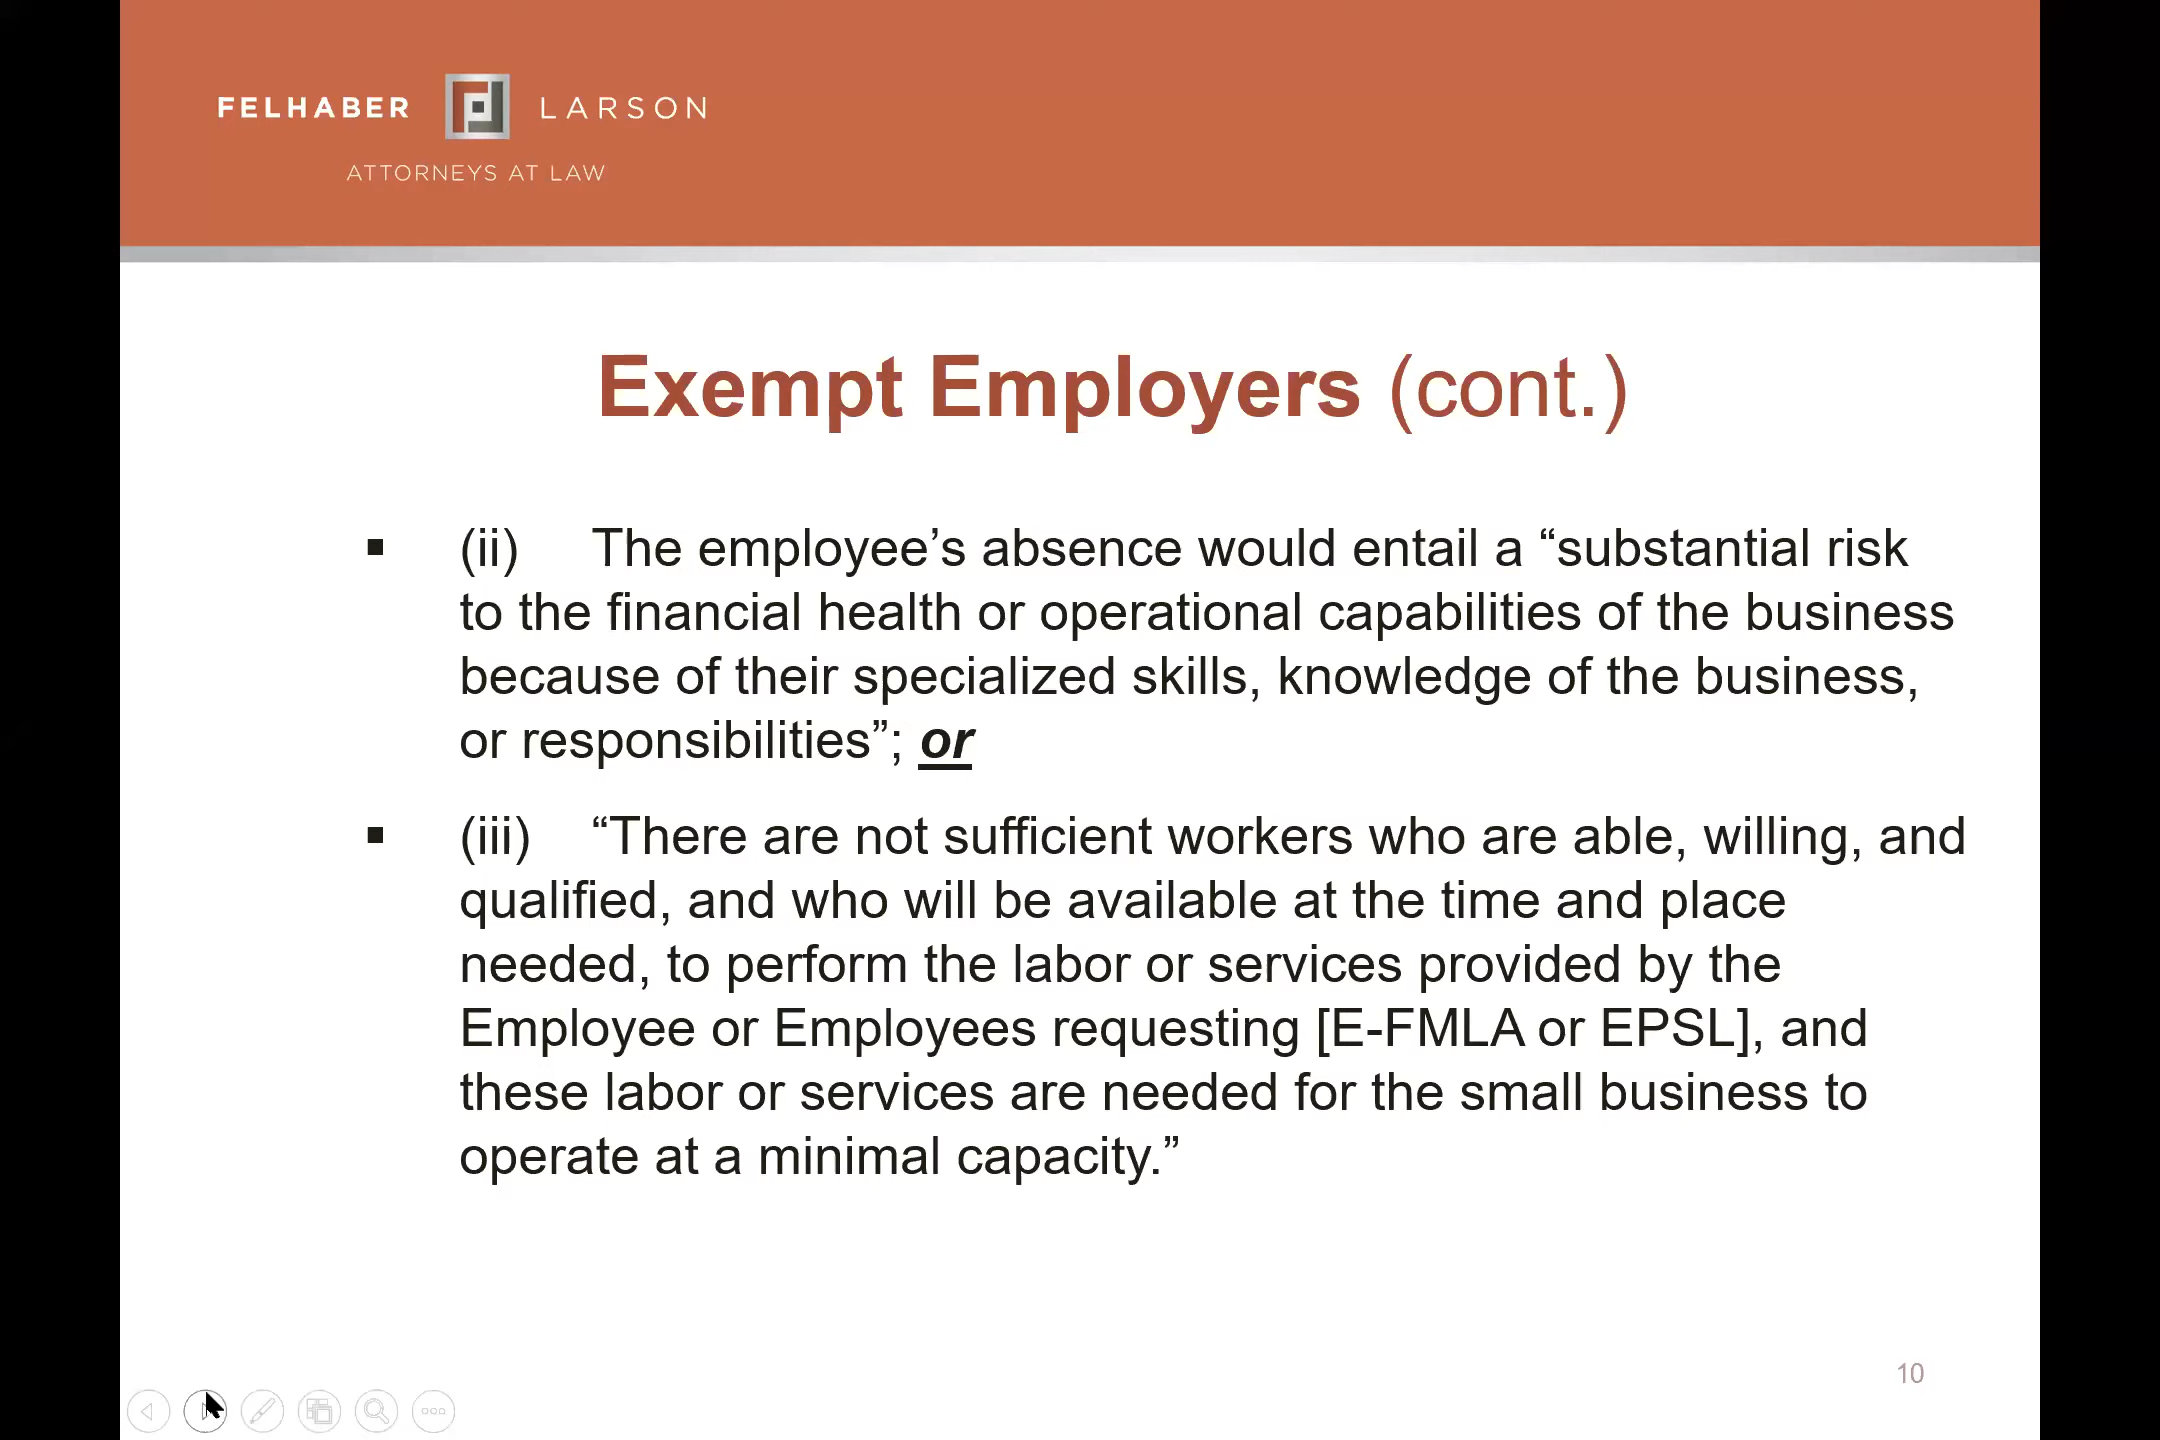 FELHABER LARSON
ATTORNEYS AT LAW
Exempt Employers (cont.)
▪ (ii) The employee’s absence would entail a “substantial risk
to the financial health or operational capabilities of the business
because of their specialized skills, knowledge of the business,
or responsibilities”; or
▪ (iii) “There are not sufficient workers who are able, willing, and
qualified, and who will be available at the time and place
needed, to perform the labor or services provided by the
Employee or Employees requesting [E-FMLA or EPSL], and
these labor or services are needed for the small business to
operate at a minimal capacity.”
10